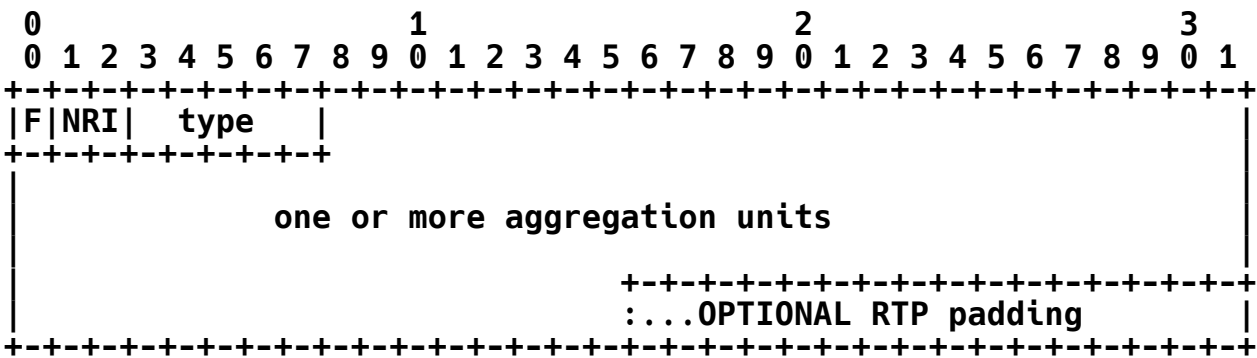 0                   1                   2                   3
 0 1 2 3 4 5 6 7 8 9 0 1 2 3 4 5 6 7 8 9 0 1 2 3 4 5 6 7 8 9 0 1
+-+-+-+-+-+-+-+-+-+-+-+-+-+-+-+-+-+-+-+-+-+-+-+-+-+-+-+-+-+-+-+-+
|F|NRI|  type   |                                               |
+-+-+-+-+-+-+-+-+                                               |
|                                                               |
|             one or more aggregation units                     |
|                                                               |
|                               +-+-+-+-+-+-+-+-+-+-+-+-+-+-+-+-+
|                               :...OPTIONAL RTP padding        |
+-+-+-+-+-+-+-+-+-+-+-+-+-+-+-+-+-+-+-+-+-+-+-+-+-+-+-+-+-+-+-+-+